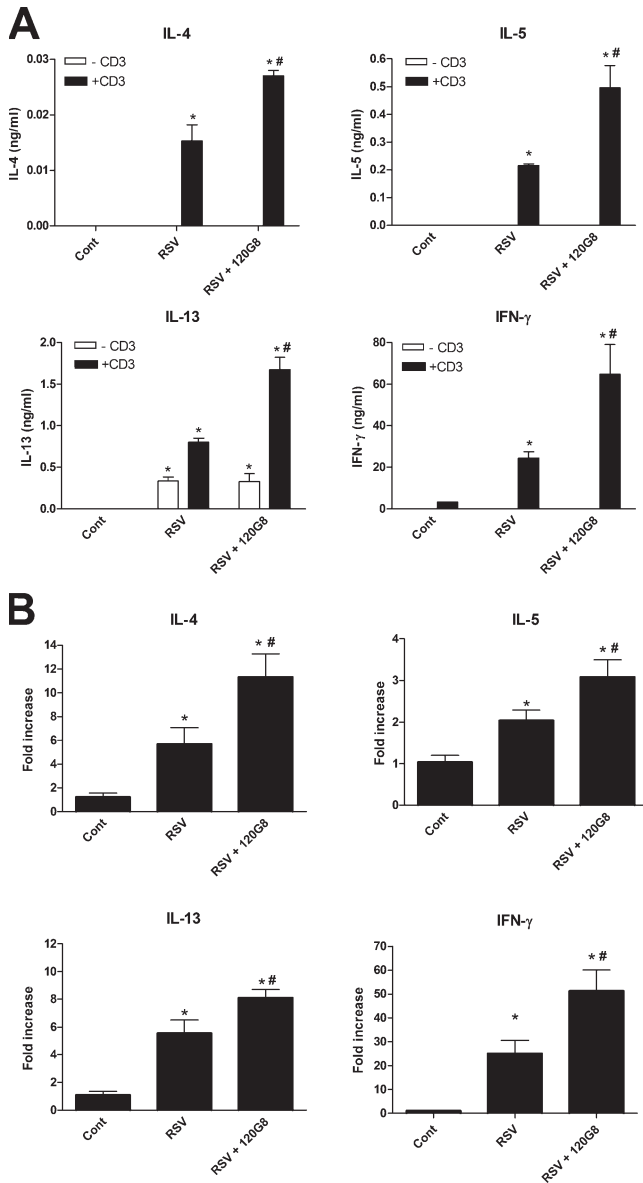 A
IL-4
- CD3
+CD3
IL-4 (ng/ml)
0.03
0.02
0.01
0.00
*
* #
Cont
RSV
RSV + 120G8
IL-5
- CD3
+CD3
IL-5 (ng/ml)
0.6
0.5
0.4
0.3
0.2
0.1
0.0
*
* #
Cont
RSV
RSV + 120G8
IL-13
- CD3
+CD3
IL-13 (ng/ml)
2.0
1.5
1.0
0.5
0.0
*
*
*
* #
Cont
RSV
RSV + 120G8
IFN-γ
- CD3
+CD3
IFN-γ (ng/ml)
80
60
40
20
0
*
* #
Cont
RSV
RSV + 120G8
B
IL-4
Fold increase
14
12
10
8
6
4
2
0
*
* #
Cont
RSV
RSV + 120G8
IL-5
Fold increase
4
3
2
1
0
*
* #
Cont
RSV
RSV + 120G8
IL-13
Fold increase
12
10
8
6
4
2
0
*
* #
Cont
RSV
RSV + 120G8
IFN-γ
Fold increase
70
60
50
40
30
20
10
0
*
* #
Cont
RSV
RSV + 120G8